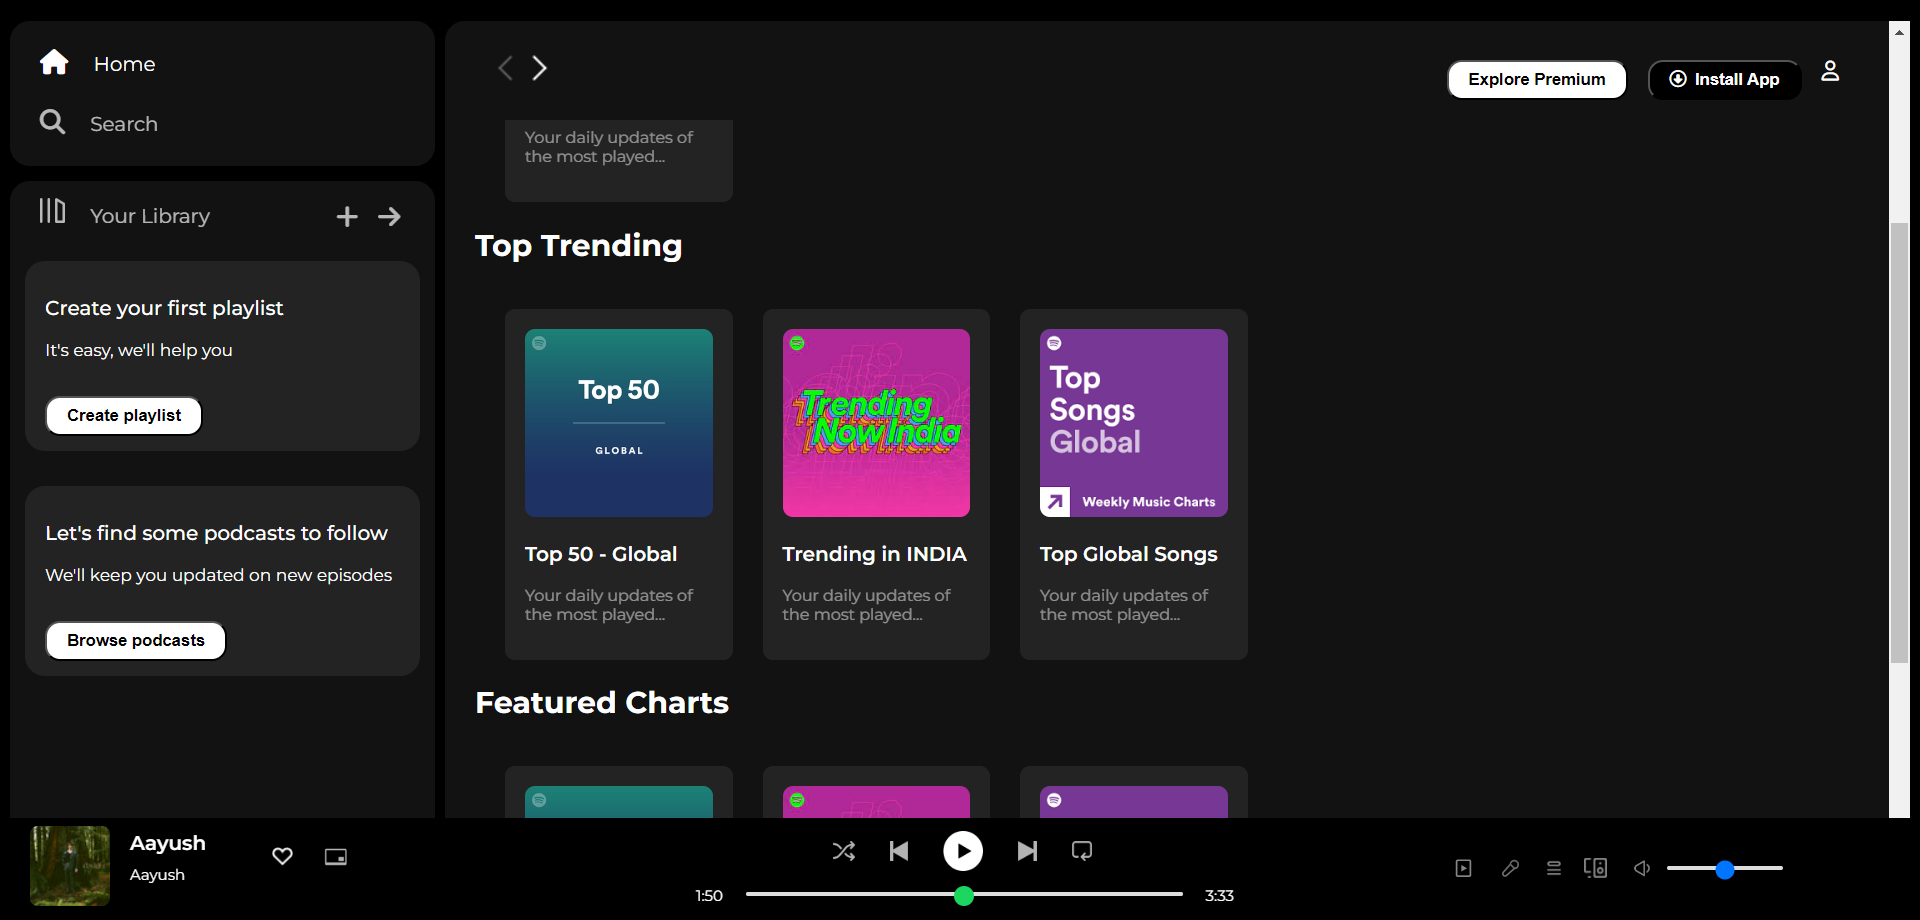 Home
Search
Your Library
Create your first playlist
It's easy, we'll help you
Create playlist
Let's find some podcasts to follow
We'll keep you updated on new episodes
Browse podcasts
Explore Premium
Install App
Your daily updates of
the most played...
Top Trending
Top 50
GLOBAL
Top 50 - Global
Your daily updates of
the most played...
Trending
Now India
Trending in INDIA
Your daily updates of
the most played...
Top
Songs
Global
Weekly Music Charts
Top Global Songs
Your daily updates of
the most played...
Featured Charts
Aayush
Aayush
1:50
3:33